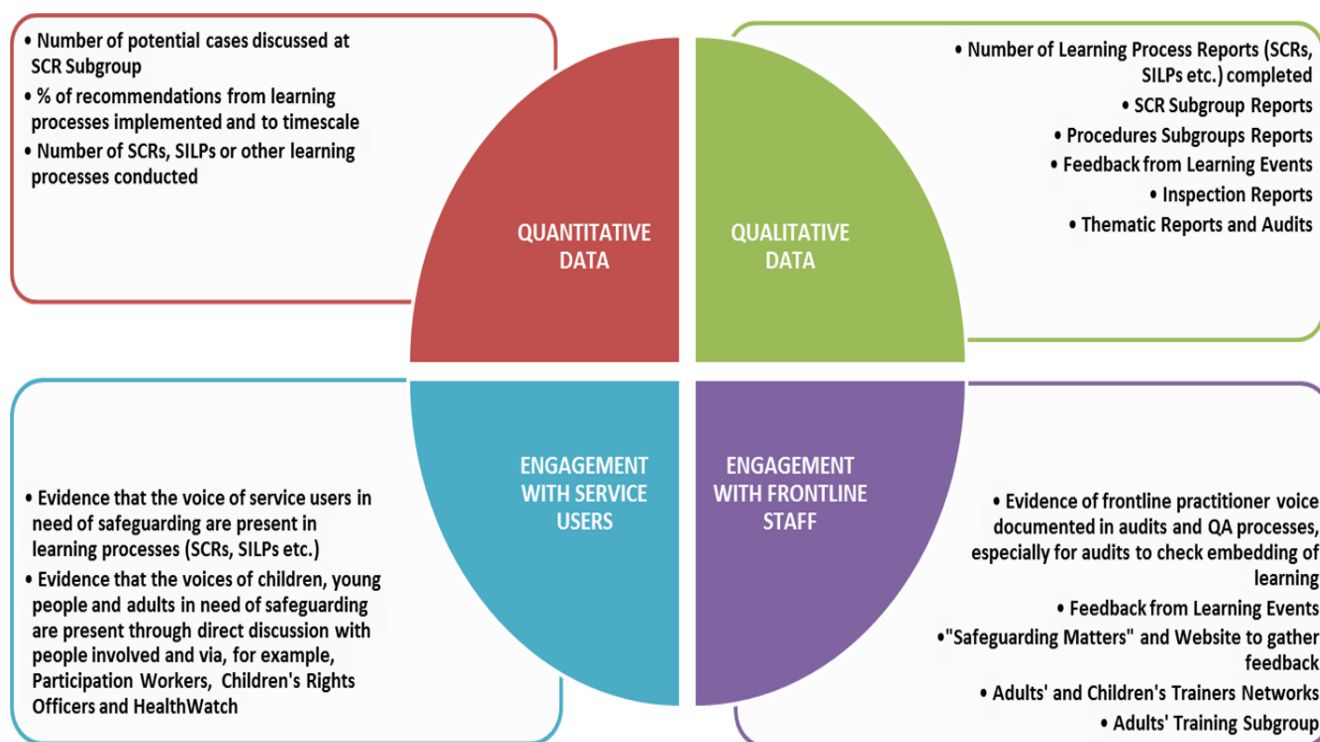 • Number of potential cases discussed at
SCR Subgroup
• % of recommendations from learning
processes implemented and to timescale
• Number of SCRs, SILPs or other learning
processes conducted
QUANTITATIVE
DATA
• Number of Learning Process Reports (SCRs,
SILPs etc.) completed
• SCR Subgroup Reports
• Procedures Subgroups Reports
• Feedback from Learning Events
• Inspection Reports
• Thematic Reports and Audits
QUALITATIVE
DATA
• Evidence that the voice of service users in
need of safeguarding are present in
learning processes (SCRs, SILPs etc.)
• Evidence that the voices of children, young
people and adults in need of safeguarding
are present through direct discussion with
people involved and via, for example,
Participation Workers, Children's Rights
Officers and HealthWatch
ENGAGEMENT
WITH SERVICE
USERS
ENGAGEMENT
WITH FRONTLINE
STAFF
• Evidence of frontline practitioner voice
documented in audits and QA processes,
especially for audits to check embedding of
learning
• Feedback from Learning Events
•"Safeguarding Matters" and Website to gather
feedback
• Adults' and Children's Trainers Networks
• Adults' Training Subgroup